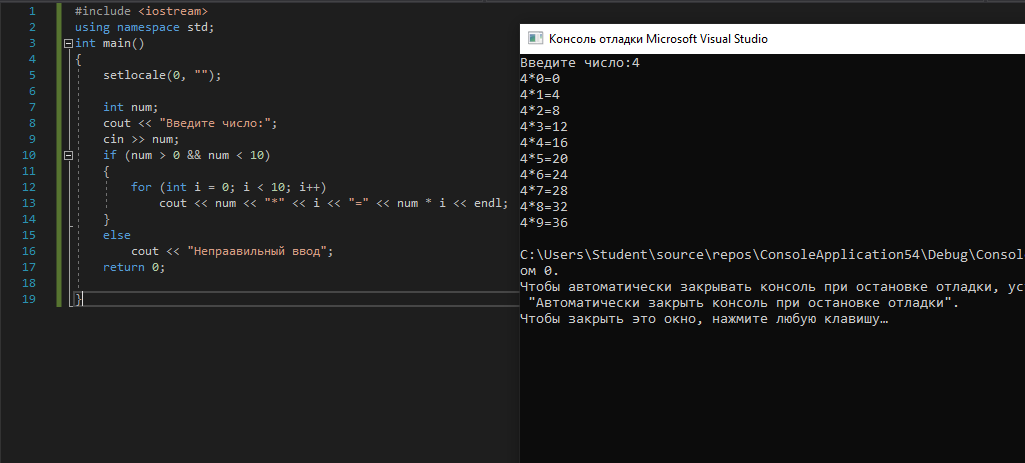 1 #include <iostream>
2 using namespace std;
3 int main()
4 {
5 setlocale(0, "");
6
7 int num;
8 cout << "Введите число:";
9 cin >> num;
10 if (num > 0 && num < 10)
11 {
12 for (int i = 0; i < 10; i++)
13 cout << num << "*" << i << "=" << num * i << endl;
14 }
15 else
16 cout << "Непраавильный ввод";
17 return 0;
18
19 }
Консоль отладки Microsoft Visual Studio
Введите число:4
4*0=0
4*1=4
4*2=8
4*3=12
4*4=16
4*5=20
4*6=24
4*7=28
4*8=32
4*9=36
C:\Users\Student\source\repos\ConsoleApplication54\Debug\Consol
ом 0.
Чтобы автоматически закрывать консоль при остановке отладки, ус
"Автоматически закрыть консоль при остановке отладки".
Чтобы закрыть это окно, нажмите любую клавишу…